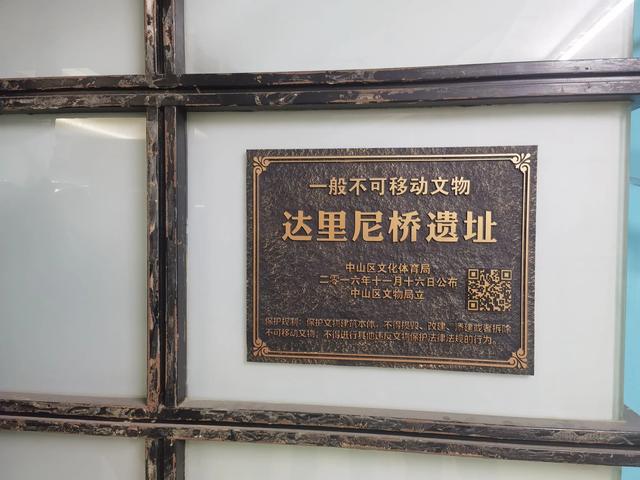 一般不可移动文物
达里尼桥遗址
中山区文化体育局
二零一六年十一月十六日公布
中山区文物局立
保护规制：保护文物建筑本体，不得损毁、改建、添建或者拆除
不可移动文物，不得进行其他违反文物保护法律法规的行为。